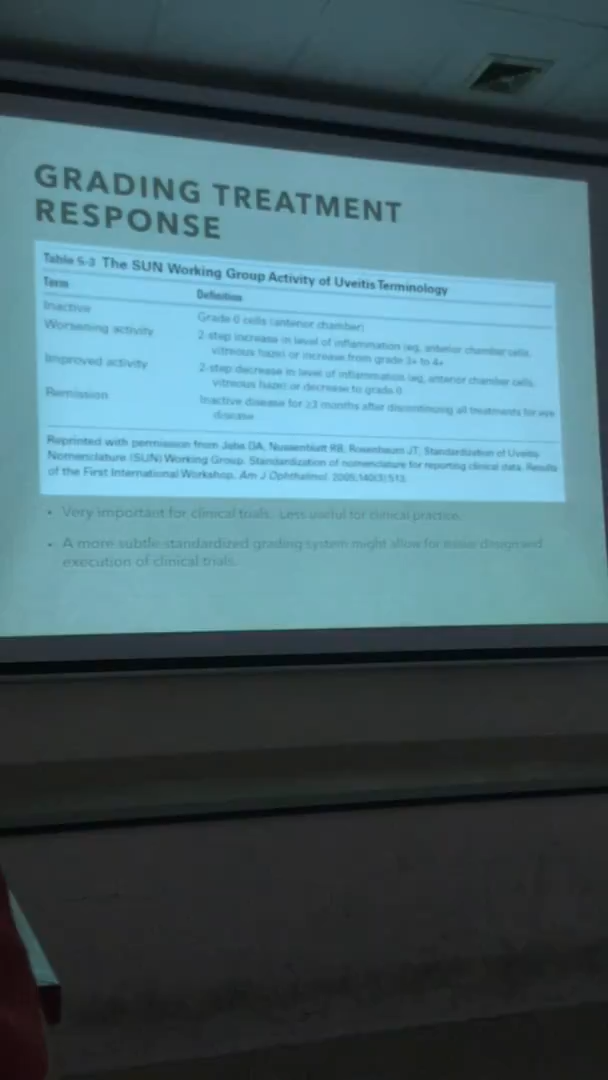 GRADING TREATMENT
RESPONSE
Table 5-3 The SUN Working Group Activity of Uveitis Terminology
Term Definition
Inactive Grade 0 cells (anterior chamber)
Worsening activity 2-step increase in level of inflammation (eg, anterior chamber cells,
vitreous haze) or increase from grade 3+ to 4+
Improved activity 2-step decrease in level of inflammation (eg, anterior chamber cells,
vitreous haze) or decrease to grade 0
Remission Inactive disease for ≥3 months after discontinuing all treatments for eye
disease
Reprinted with permission from Jabs DA, Nussenblatt RB, Rosenbaum JT. Standardization of Uveitis
Nomenclature (SUN) Working Group. Standardization of nomenclature for reporting clinical data. Results
of the First International Workshop. Am J Ophthalmol. 2005;140(3):513.
• Very important for clinical trials. Less useful for clinical practice.
• A more subtle standardized grading system might allow for easier design and
execution of clinical trials.